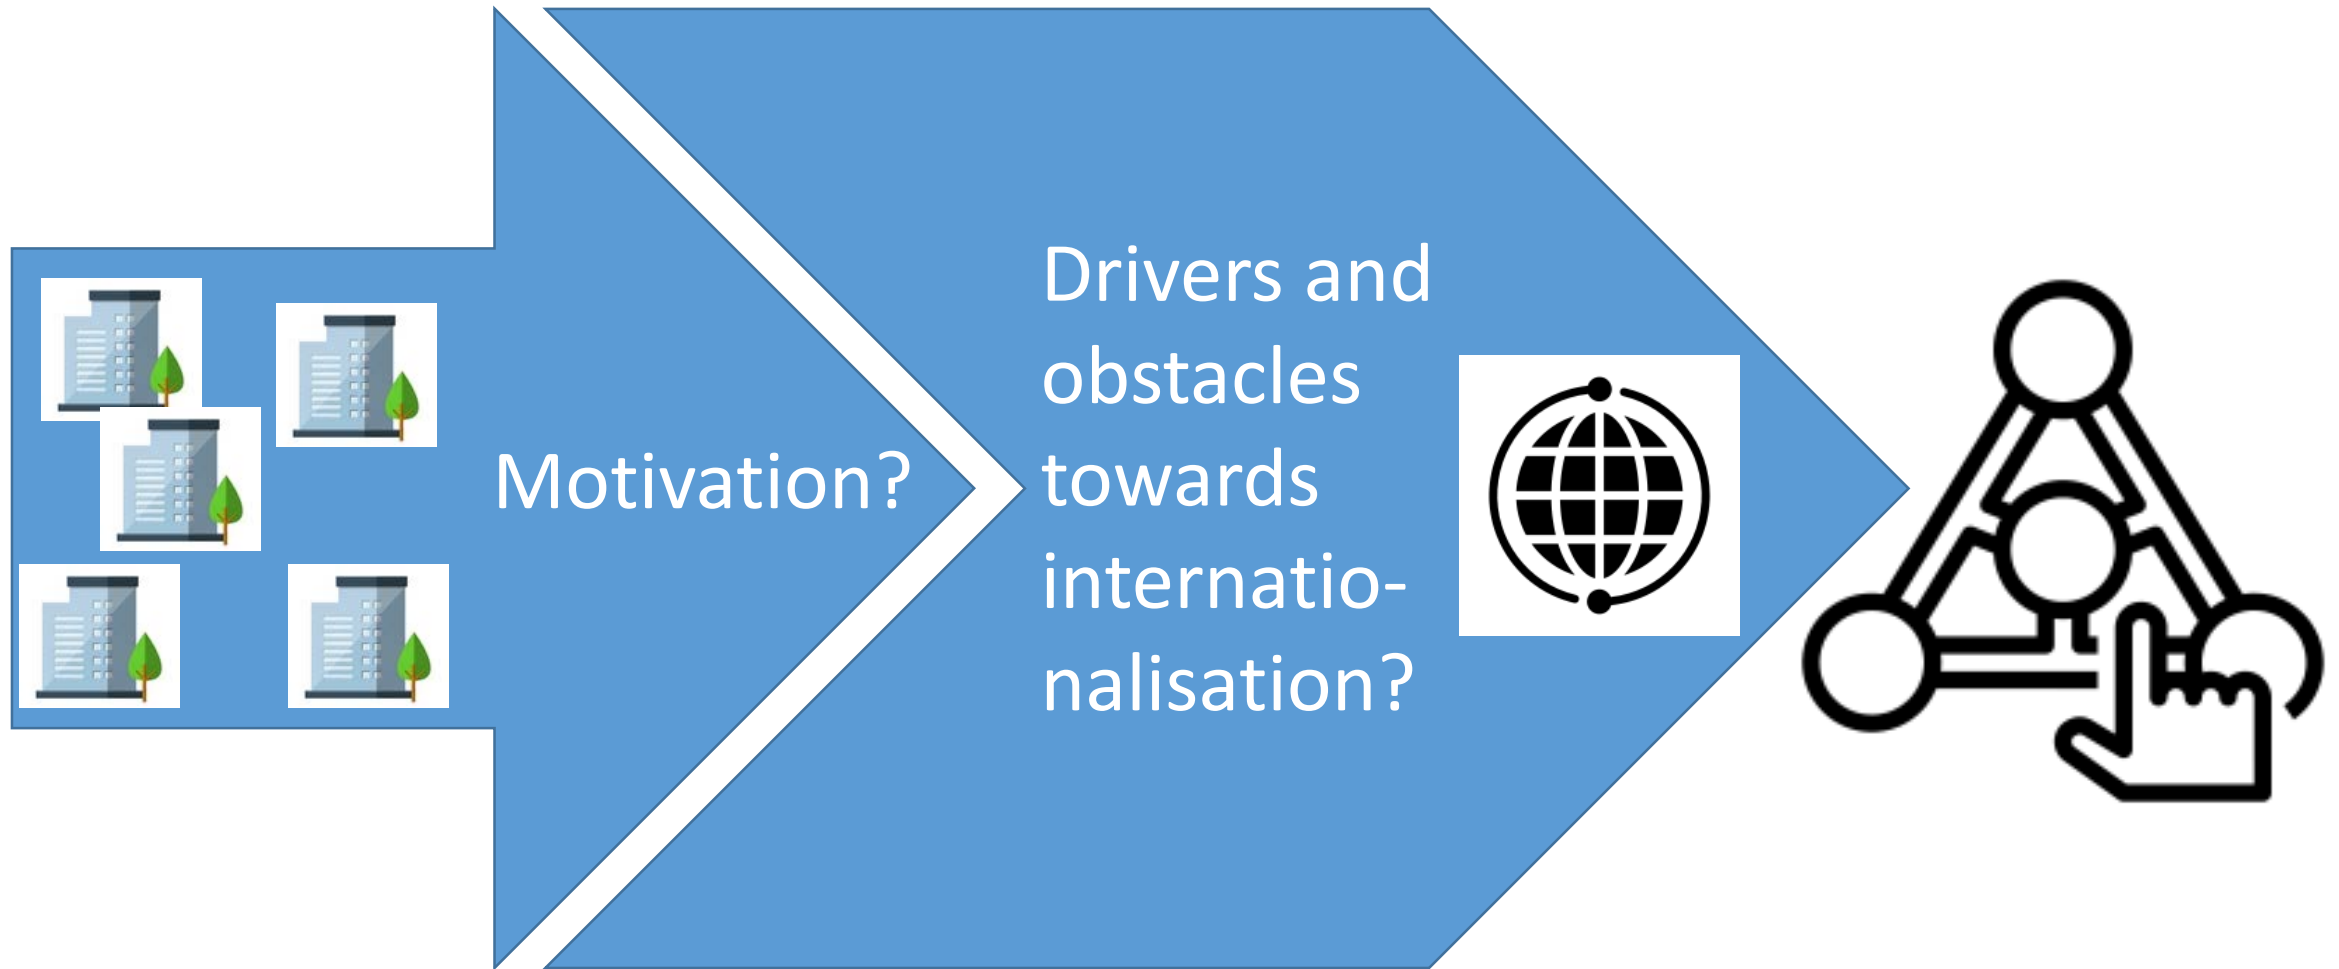 Motivation?
Drivers and
obstacles
towards
internatio-
nalisation?